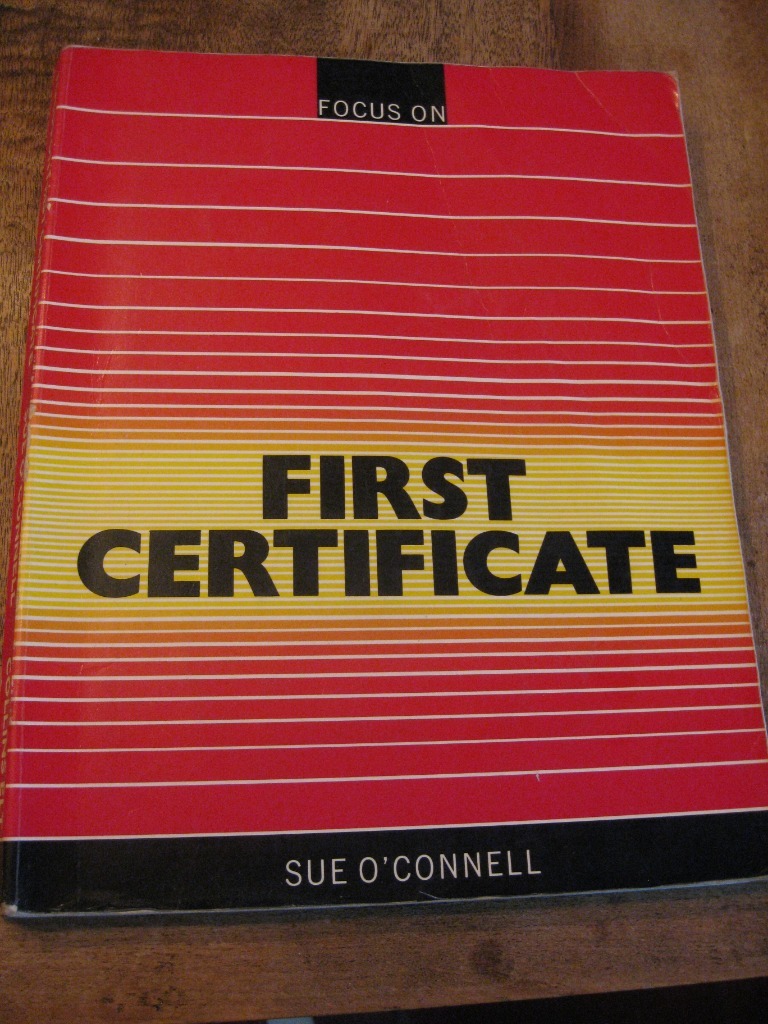 FOCUS ON
FIRST
CERTIFICATE
SUE O'CONNELL